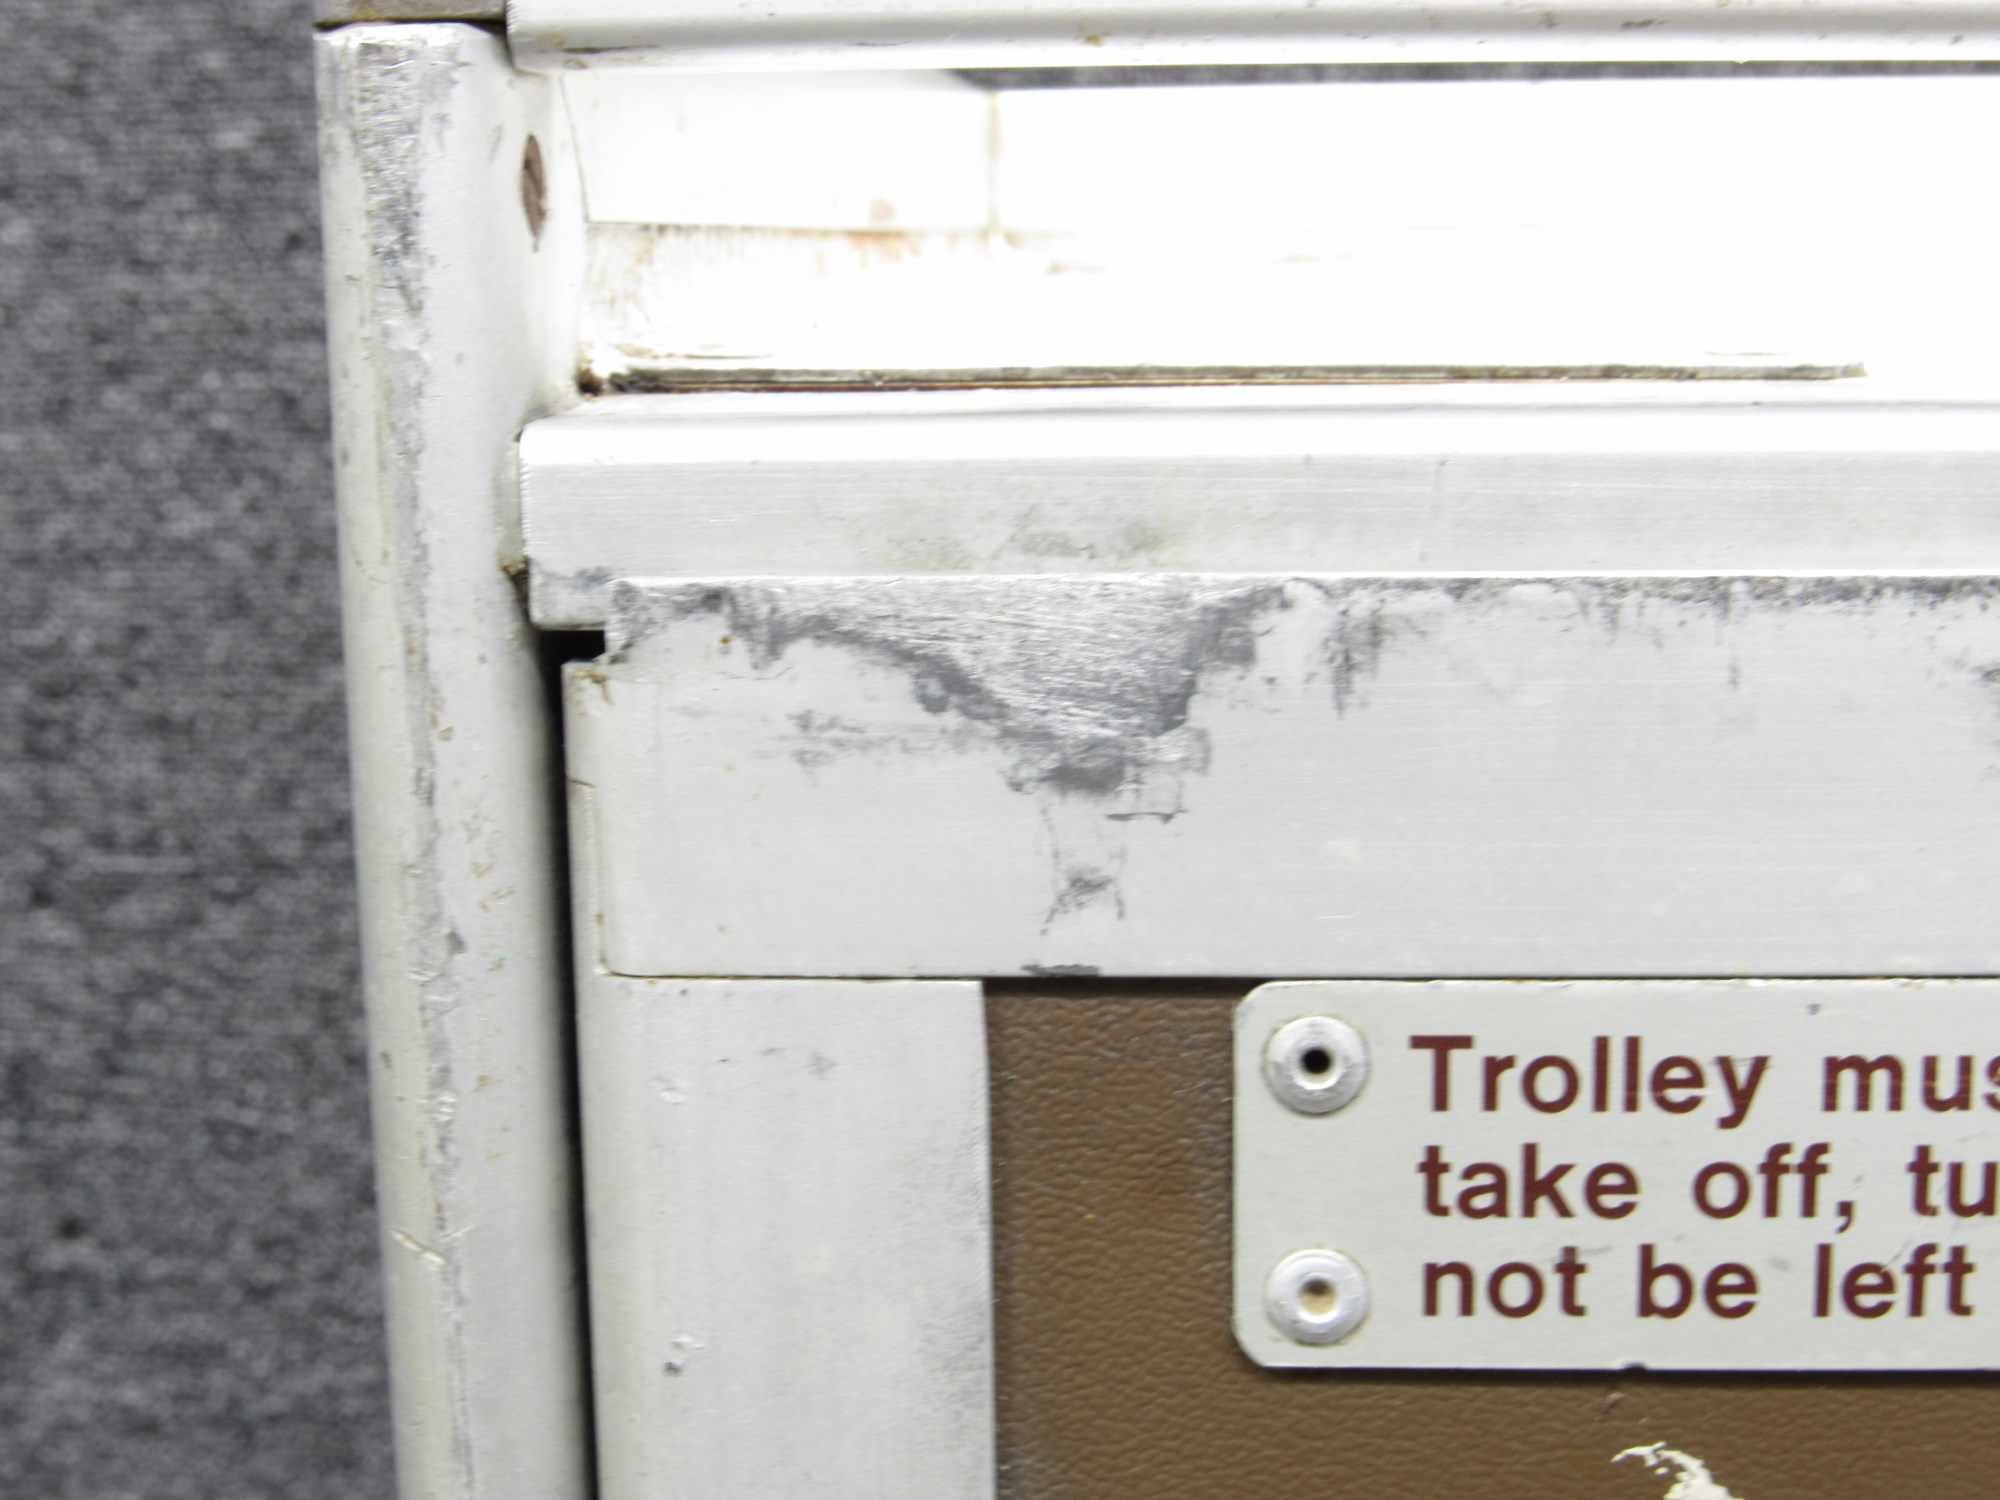 Trolley mus
take off, tu
not be left